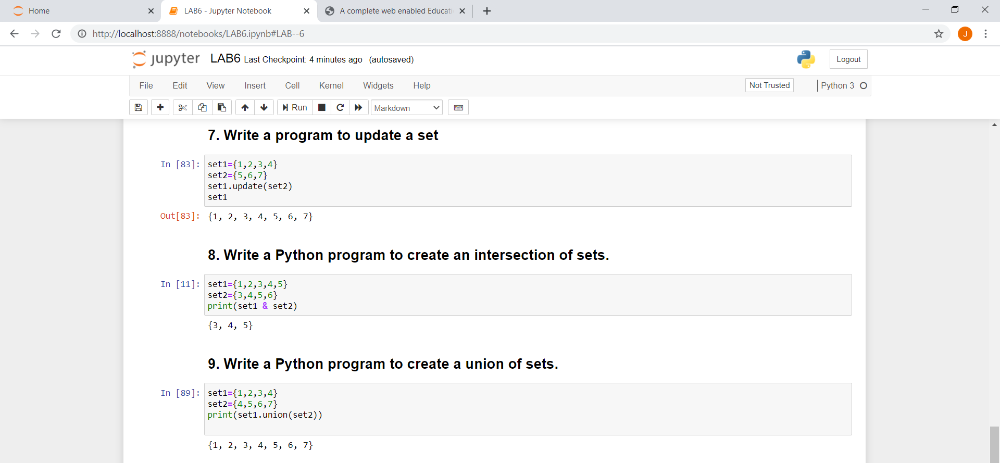 Home
LAB6 - Jupyter Notebook
A complete web enabled Educati
http://localhost:8888/notebooks/LAB6.ipynb#LAB--6
J
jupyter LAB6 Last Checkpoint: 4 minutes ago (autosaved)
Logout
File Edit View Insert Cell Kernel Widgets Help
Not Trusted
Python 3
Run
Markdown
7. Write a program to update a set
In [83]: set1={1,2,3,4}
set2={5,6,7}
set1.update(set2)
set1
Out[83]: {1, 2, 3, 4, 5, 6, 7}
8. Write a Python program to create an intersection of sets.
In [11]: set1={1,2,3,4,5}
set2={3,4,5,6}
print(set1 & set2)
{3, 4, 5}
9. Write a Python program to create a union of sets.
In [89]: set1={1,2,3,4}
set2={4,5,6,7}
print(set1.union(set2))
{1, 2, 3, 4, 5, 6, 7}